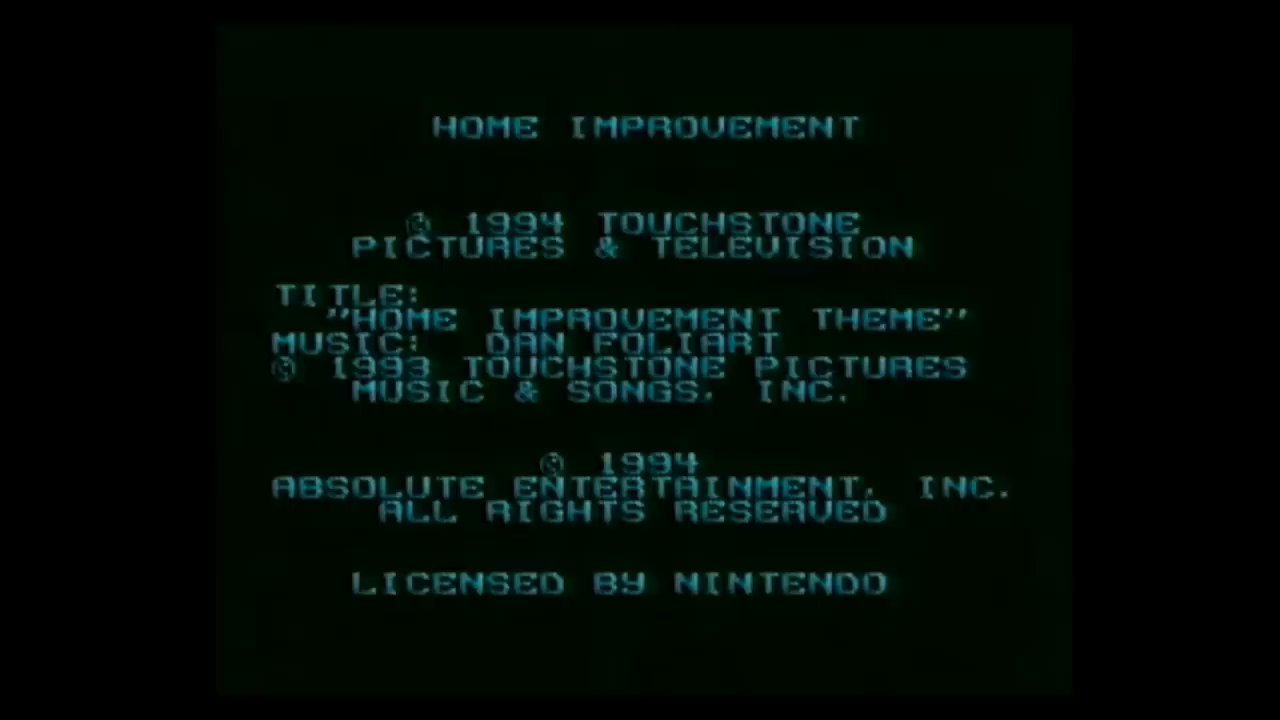 HOME IMPROVEMENT
© 1994 TOUCHSTONE
PICTURES & TELEVISION
TITLE:
"HOME IMPROVEMENT THEME"
MUSIC: DAN FOLIART
© 1993 TOUCHSTONE PICTURES
MUSIC & SONGS, INC.
© 1994
ABSOLUTE ENTERTAINMENT, INC.
ALL RIGHTS RESERVED
LICENSED BY NINTENDO